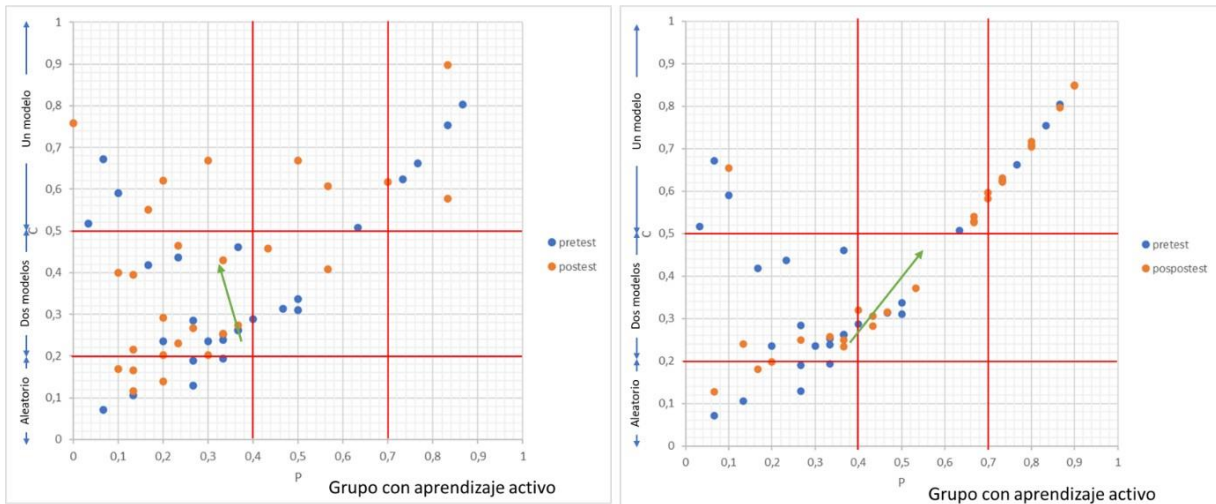 1
0,9
0,8
0,7
0,6
0,5
0,4
0,3
0,2
0,1
0
Un modelo
Dos modelos
Aleatorio
C
0 0,1 0,2 0,3 0,4 0,5 0,6 0,7 0,8 0,9 1
P
pretest
postest
Grupo con aprendizaje activo
1
0,9
0,8
0,7
0,6
0,5
0,4
0,3
0,2
0,1
0
Un modelo
Dos modelos
Aleatorio
C
0 0,1 0,2 0,3 0,4 0,5 0,6 0,7 0,8 0,9 1
P
pretest
pospostest
Grupo con aprendizaje activo